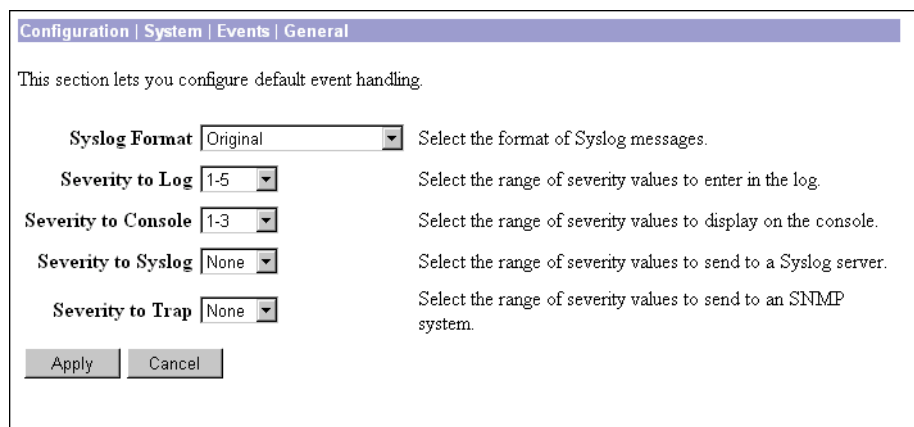 Configuration | System | Events | General
This section lets you configure default event handling.
Syslog Format Original Select the format of Syslog messages.
Severity to Log 1-5 Select the range of severity values to enter in the log.
Severity to Console 1-3 Select the range of severity values to display on the console.
Severity to Syslog None Select the range of severity values to send to a Syslog server.
Severity to Trap None Select the range of severity values to send to an SNMP
system.
Apply Cancel